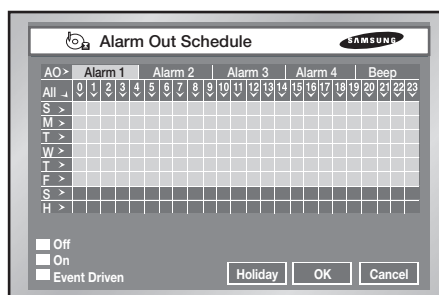 Alarm Out Schedule SAMSUNG
AO> Alarm 1 Alarm 2 Alarm 3 Alarm 4 Beep
All 0 1 2 3 4 5 6 7 8 9 10 11 12 13 14 15 16 17 18 19 20 21 22 23
S >
M >
T >
W >
T >
F >
S >
H >
Off
On
Event Driven Holiday OK Cancel